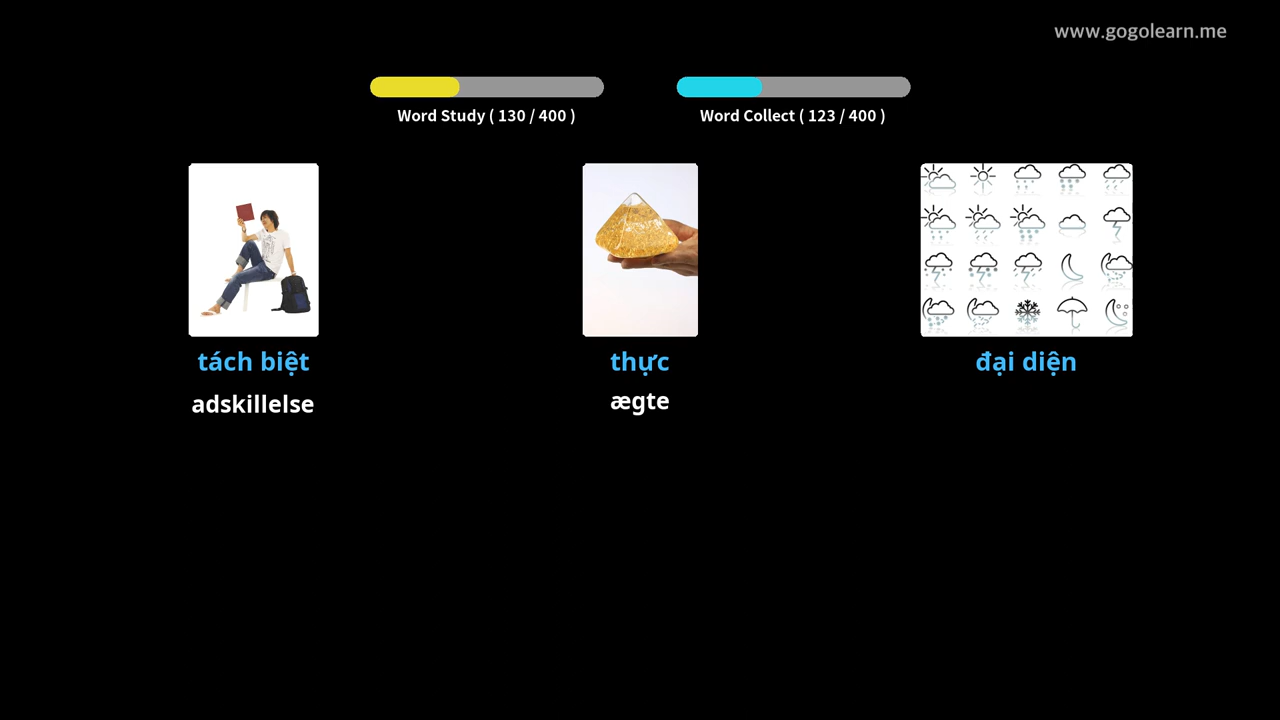 www.gogolearn.me
Word Study ( 130 / 400 )
Word Collect ( 123 / 400 )
tách biệt
thực
đại diện
adskillelse
ægte